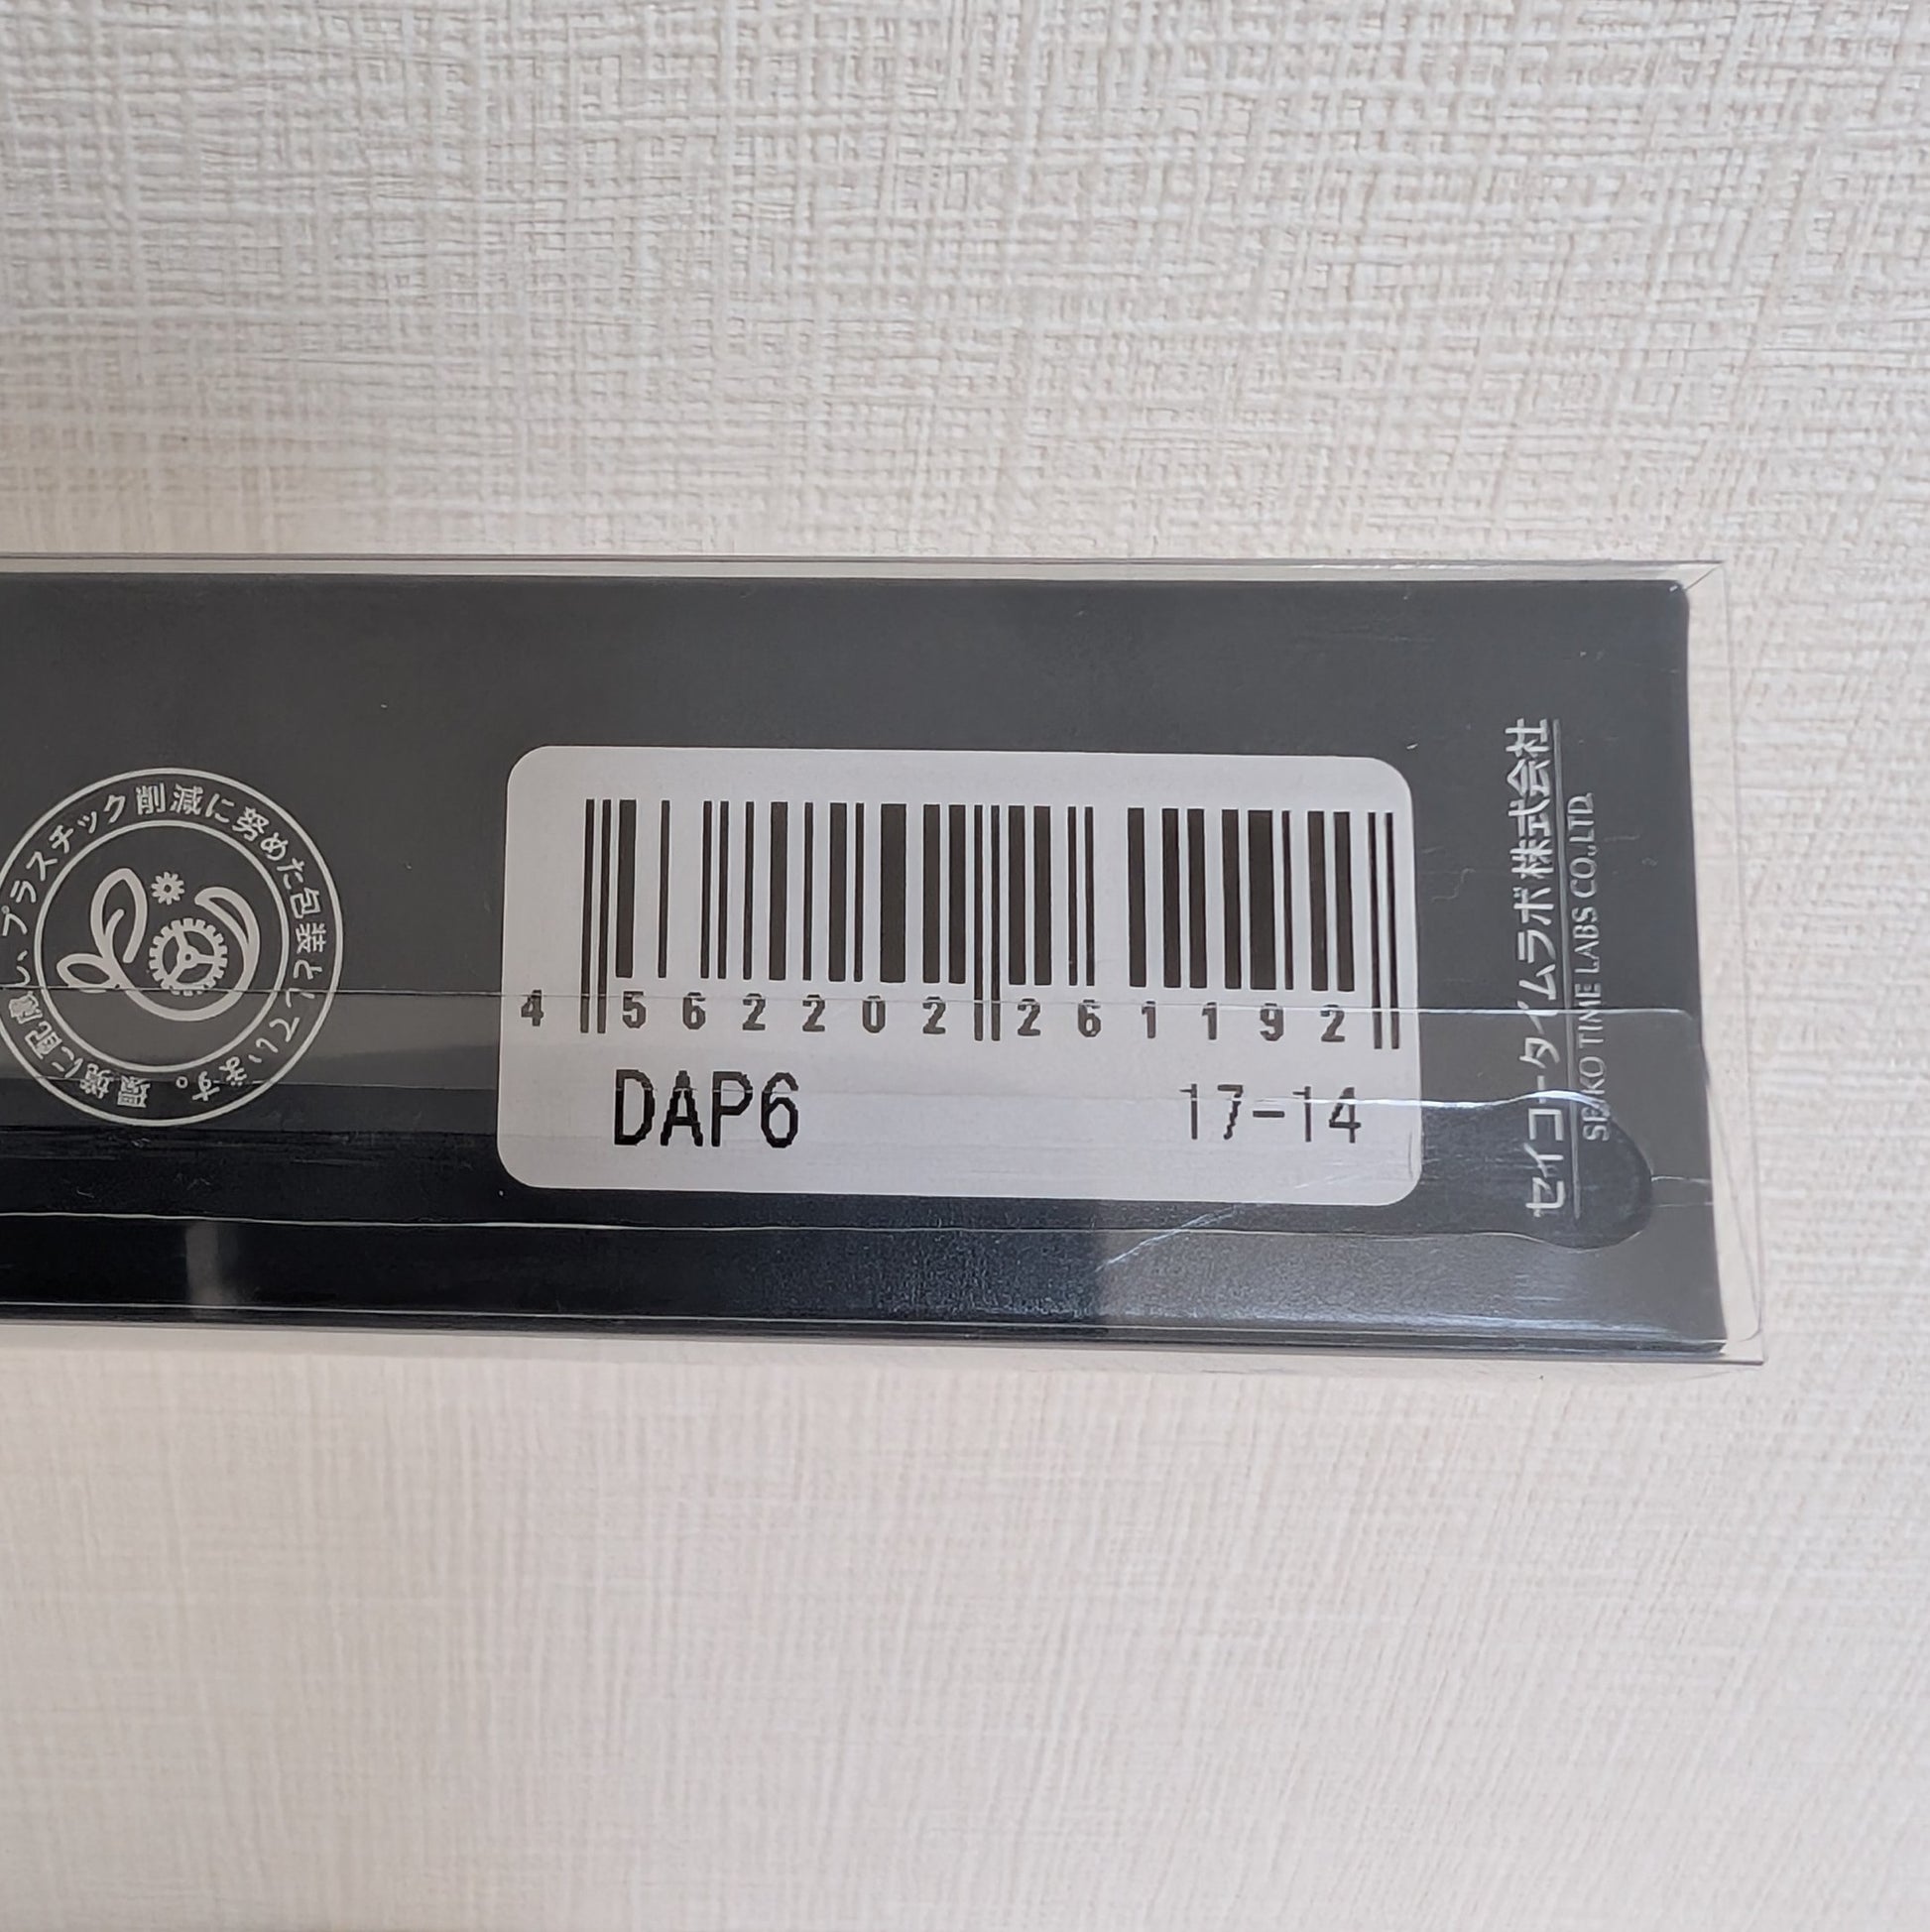 環境に配慮し、プラスチック削減に努めた包装となっています。
4 562202 261192
DAP6 17-14
セイコータイムラボ株式会社
SEIKO TIME LABS CO.,LTD.